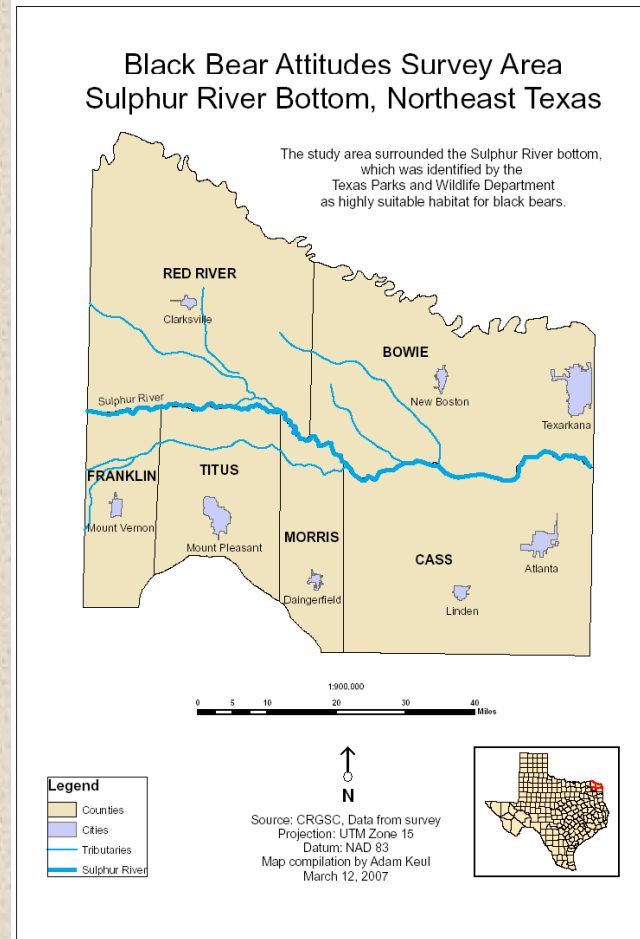 Black Bear Attitudes Survey Area
Sulphur River Bottom, Northeast Texas
The study area surrounded the Sulphur River bottom,
which was identified by the
Texas Parks and Wildlife Department
as highly suitable habitat for black bears.
RED RIVER
Clarksville
BOWIE
New Boston
Texarkana
Sulphur River
FRANKLIN
Mount Vernon
TITUS
Mount Pleasant
MORRIS
Daingerfield
CASS
Atlanta
Linden
1:900,000
0 5 10 20 30 40
Miles
N
Legend
Counties
Cities
Tributaries
Sulphur River
Source: CRGSC, Data from survey
Projection: UTM Zone 15
Datum: NAD 83
Map compilation by Adam Keul
March 12, 2007